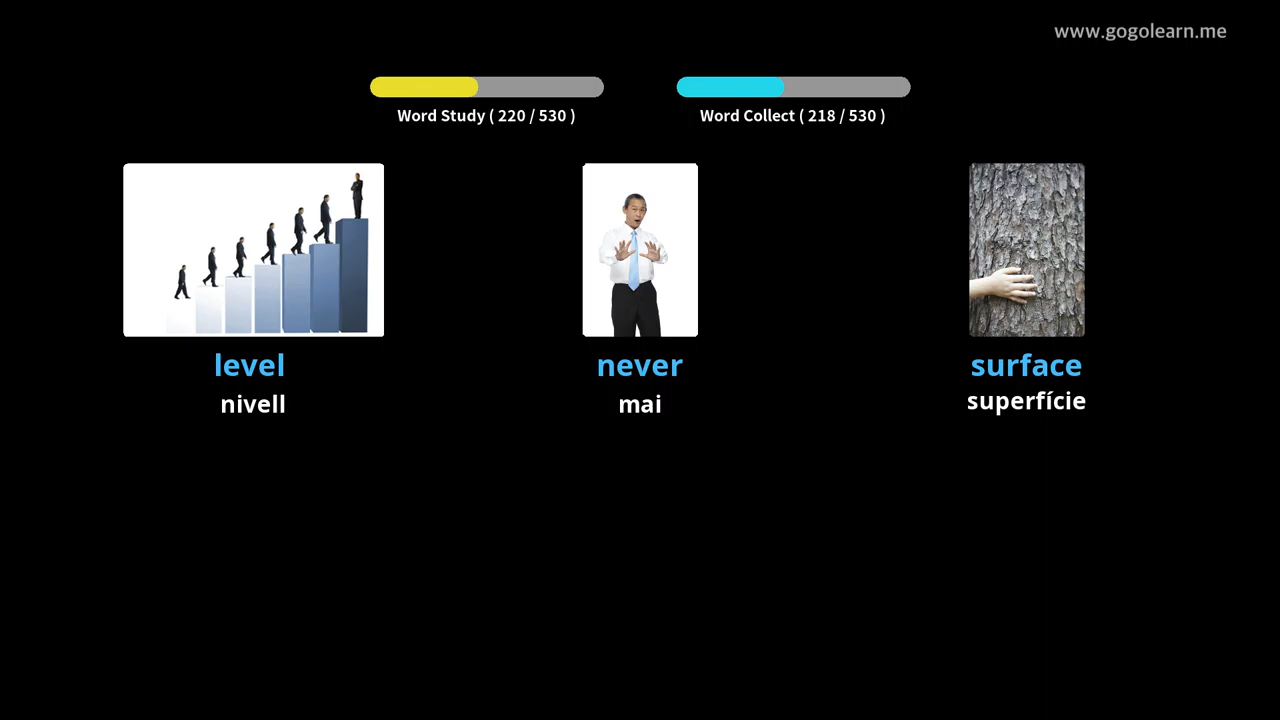 www.gogolearn.me
Word Study ( 220 / 530 )
Word Collect ( 218 / 530 )
level
nivell
never
mai
surface
superfície